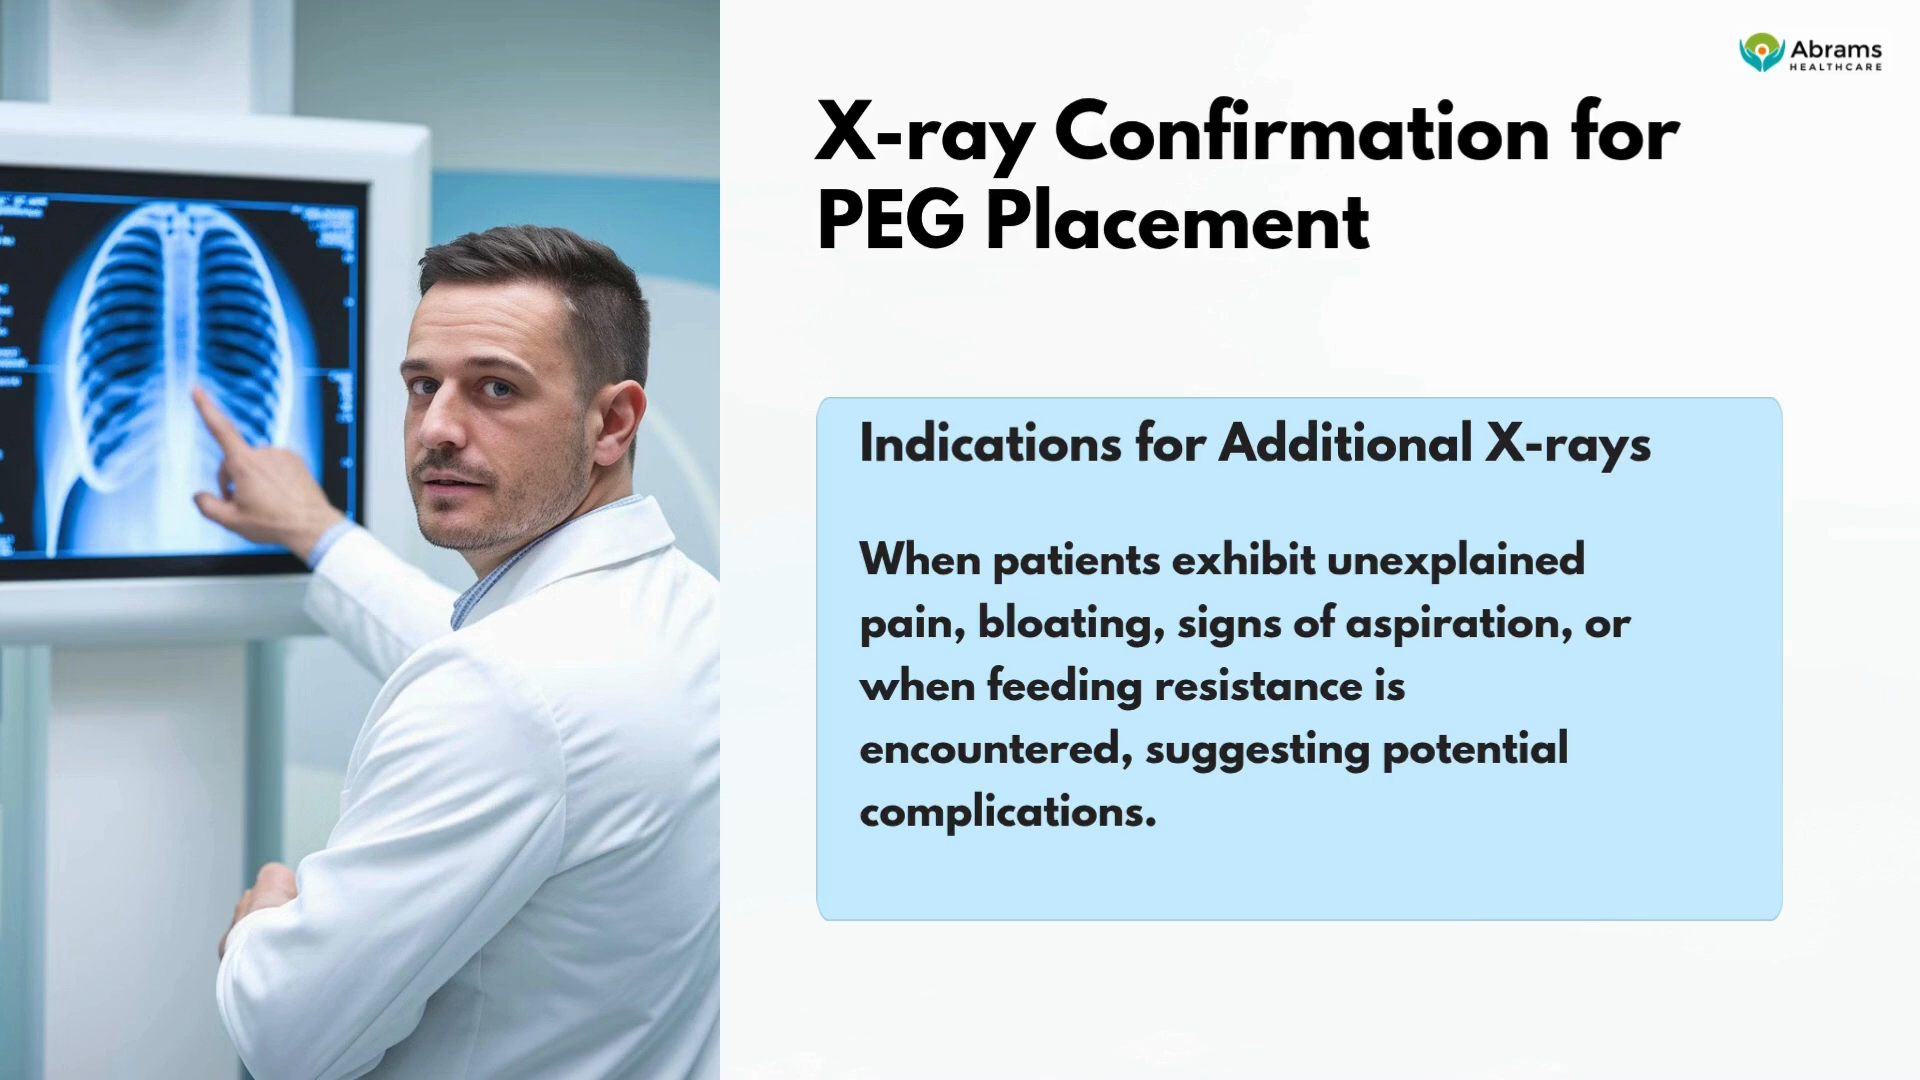 Abrams
HEALTHCARE
X-ray Confirmation for
PEG Placement
Indications for Additional X-rays
When patients exhibit unexplained
pain, bloating, signs of aspiration, or
when feeding resistance is
encountered, suggesting potential
complications.